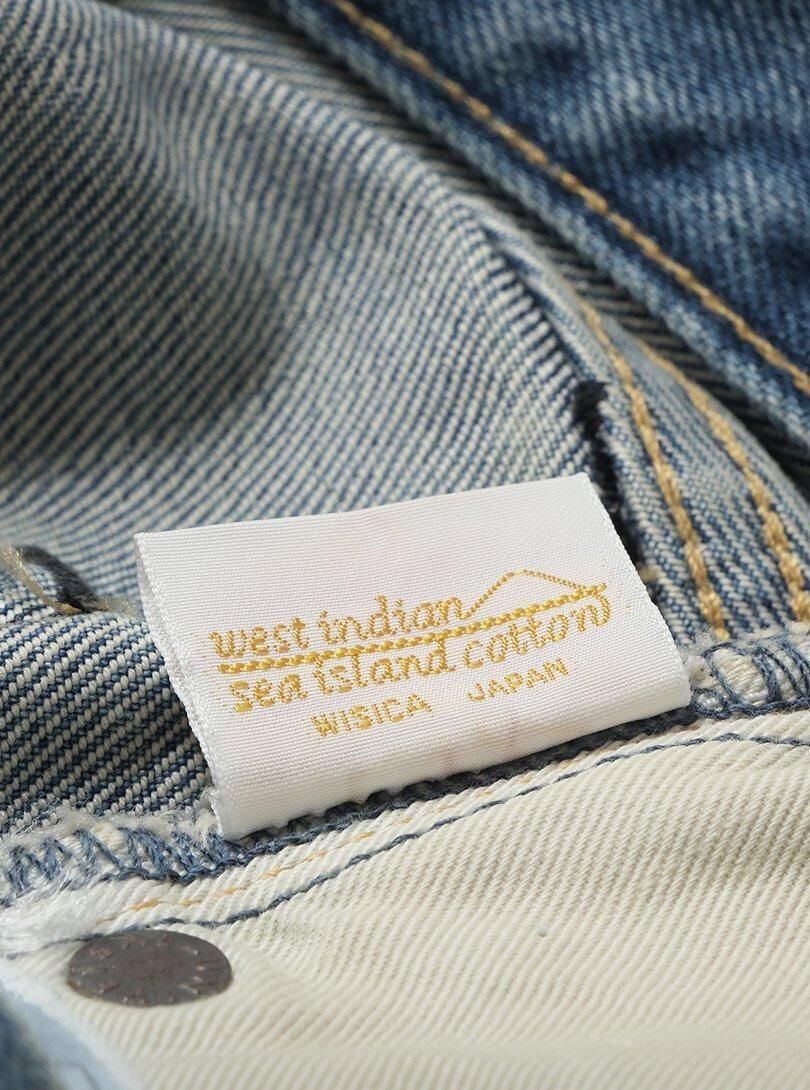 west indian
sea island cotton
WISICA JAPAN